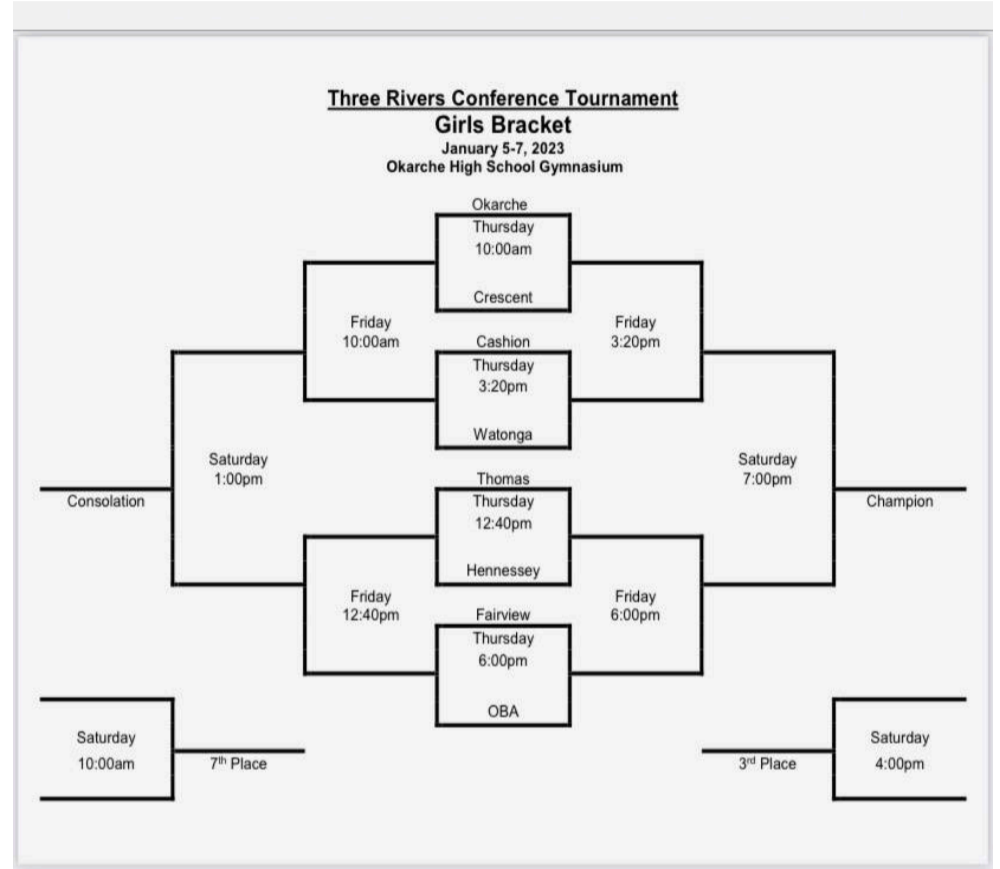 Three Rivers Conference Tournament
Girls Bracket
January 5-7, 2023
Okarche High School Gymnasium
Okarche
Thursday
10:00am
Crescent
Friday
10:00am
Friday
3:20pm
Cashion
Thursday
3:20pm
Watonga
Saturday
1:00pm
Saturday
7:00pm
Consolation
Champion
Thomas
Thursday
12:40pm
Hennessey
Friday
12:40pm
Friday
6:00pm
Fairview
Thursday
6:00pm
OBA
Saturday
10:00am
7th Place
3rd Place
Saturday
4:00pm